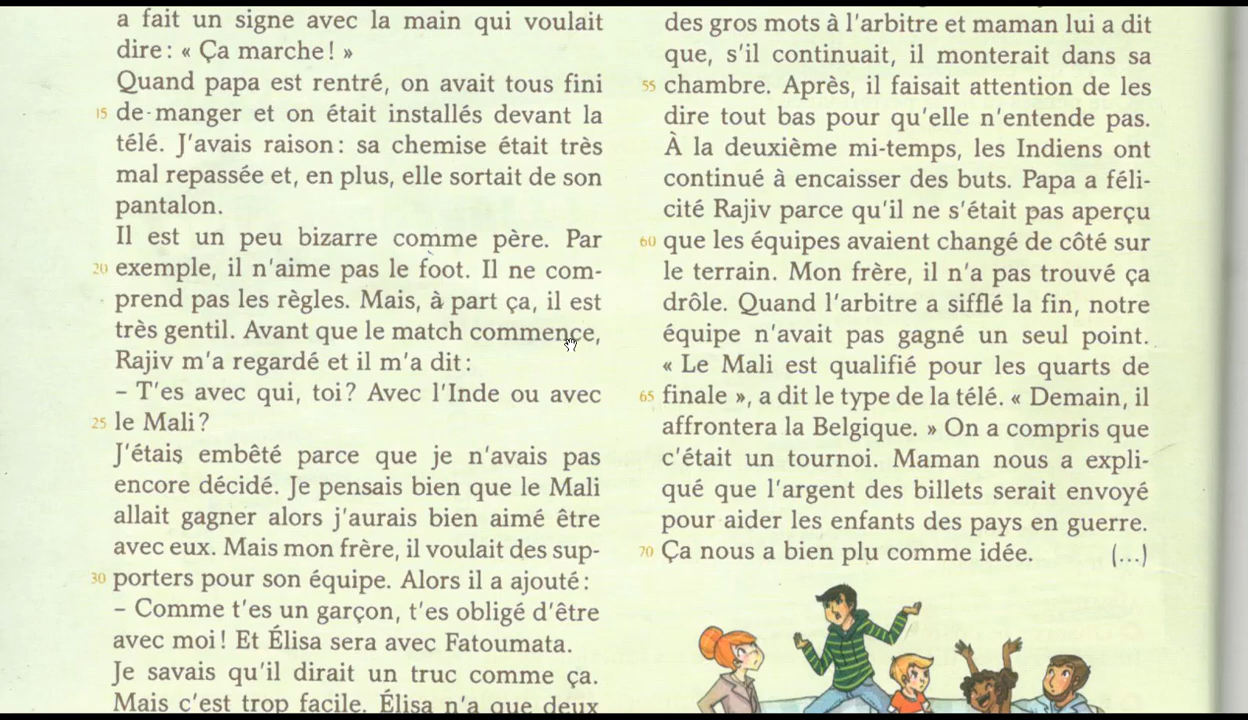 a fait un signe avec la main qui voulait
dire : « Ça marche ! »
Quand papa est rentré, on avait tous fini
15 de manger et on était installés devant la
télé. J'avais raison : sa chemise était très
mal repassée et, en plus, elle sortait de son
pantalon.
Il est un peu bizarre comme père. Par
20 exemple, il n'aime pas le foot. Il ne com-
prend pas les règles. Mais, à part ça, il est
très gentil. Avant que le match commence,
Rajiv m'a regardé et il m'a dit :
– T'es avec qui, toi ? Avec l'Inde ou avec
25 le Mali ?
J'étais embêté parce que je n'avais pas
encore décidé. Je pensais bien que le Mali
allait gagner alors j'aurais bien aimé être
avec eux. Mais mon frère, il voulait des sup-
30 porters pour son équipe. Alors il a ajouté :
– Comme t'es un garçon, t'es obligé d'être
avec moi ! Et Élisa sera avec Fatoumata.
Je savais qu'il dirait un truc comme ça.
Mais c'est trop facile. Élisa n'a que deux
des gros mots à l'arbitre et maman lui a dit
que, s'il continuait, il monterait dans sa
55 chambre. Après, il faisait attention de les
dire tout bas pour qu'elle n'entende pas.
À la deuxième mi-temps, les Indiens ont
continué à encaisser des buts. Papa a féli-
cité Rajiv parce qu'il ne s'était pas aperçu
60 que les équipes avaient changé de côté sur
le terrain. Mon frère, il n'a pas trouvé ça
drôle. Quand l'arbitre a sifflé la fin, notre
équipe n'avait pas gagné un seul point.
« Le Mali est qualifié pour les quarts de
65 finale », a dit le type de la télé. « Demain, il
affrontera la Belgique. » On a compris que
c'était un tournoi. Maman nous a expli-
qué que l'argent des billets serait envoyé
pour aider les enfants des pays en guerre.
70 Ça nous a bien plu comme idée. (...)